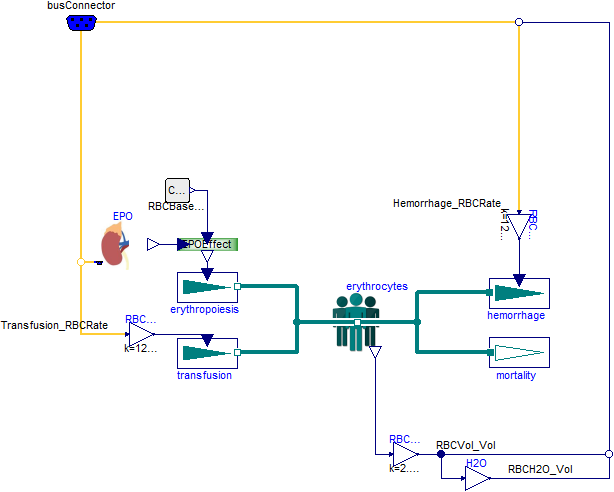 busConnector
C...
RBCBase...
Hemorrhage_RBCRate
RBC...
k=12...
EPO
EPOEffect
erythropoiesis
erythrocytes
hemorrhage
Transfusion_RBCRate
RBC...
k=12...
transfusion
mortality
RBC...
k=2....
RBCVol_Vol
H2O
RBCH2O_Vol